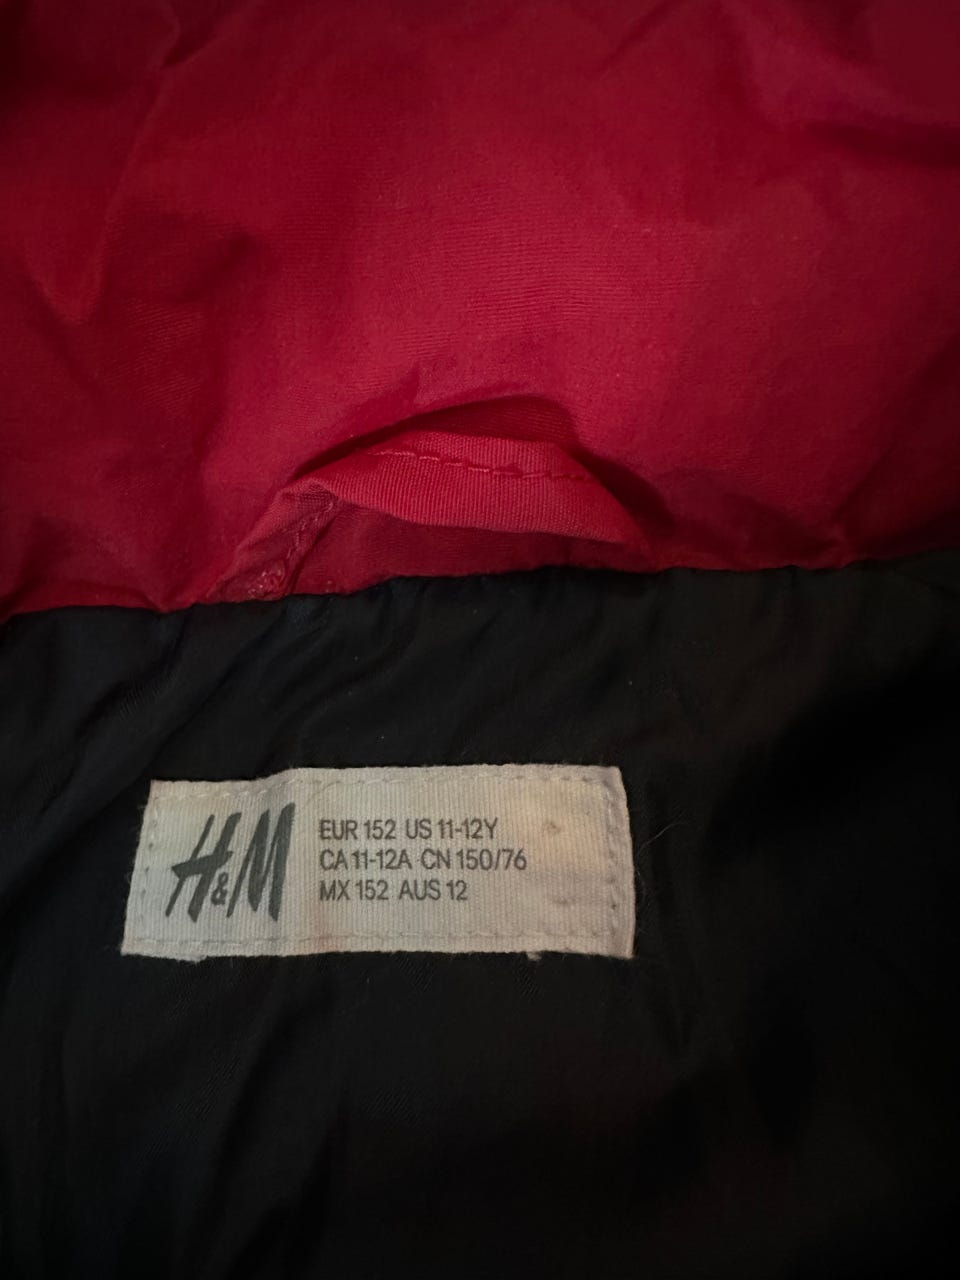 H&M
EUR 152 US 11-12Y
CA 11-12A CN 150/76
MX 152 AUS 12